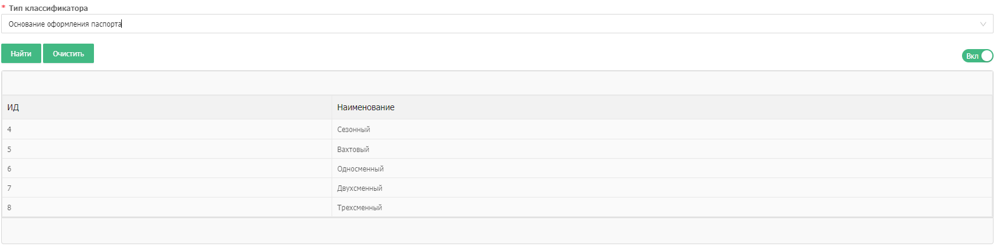 * Тип классификатора
Основание оформления паспорта
Найти Очистить Вкл
ИД Наименование
4 Сезонный
5 Вахтовый
6 Односменный
7 Двухсменный
8 Трехсменный